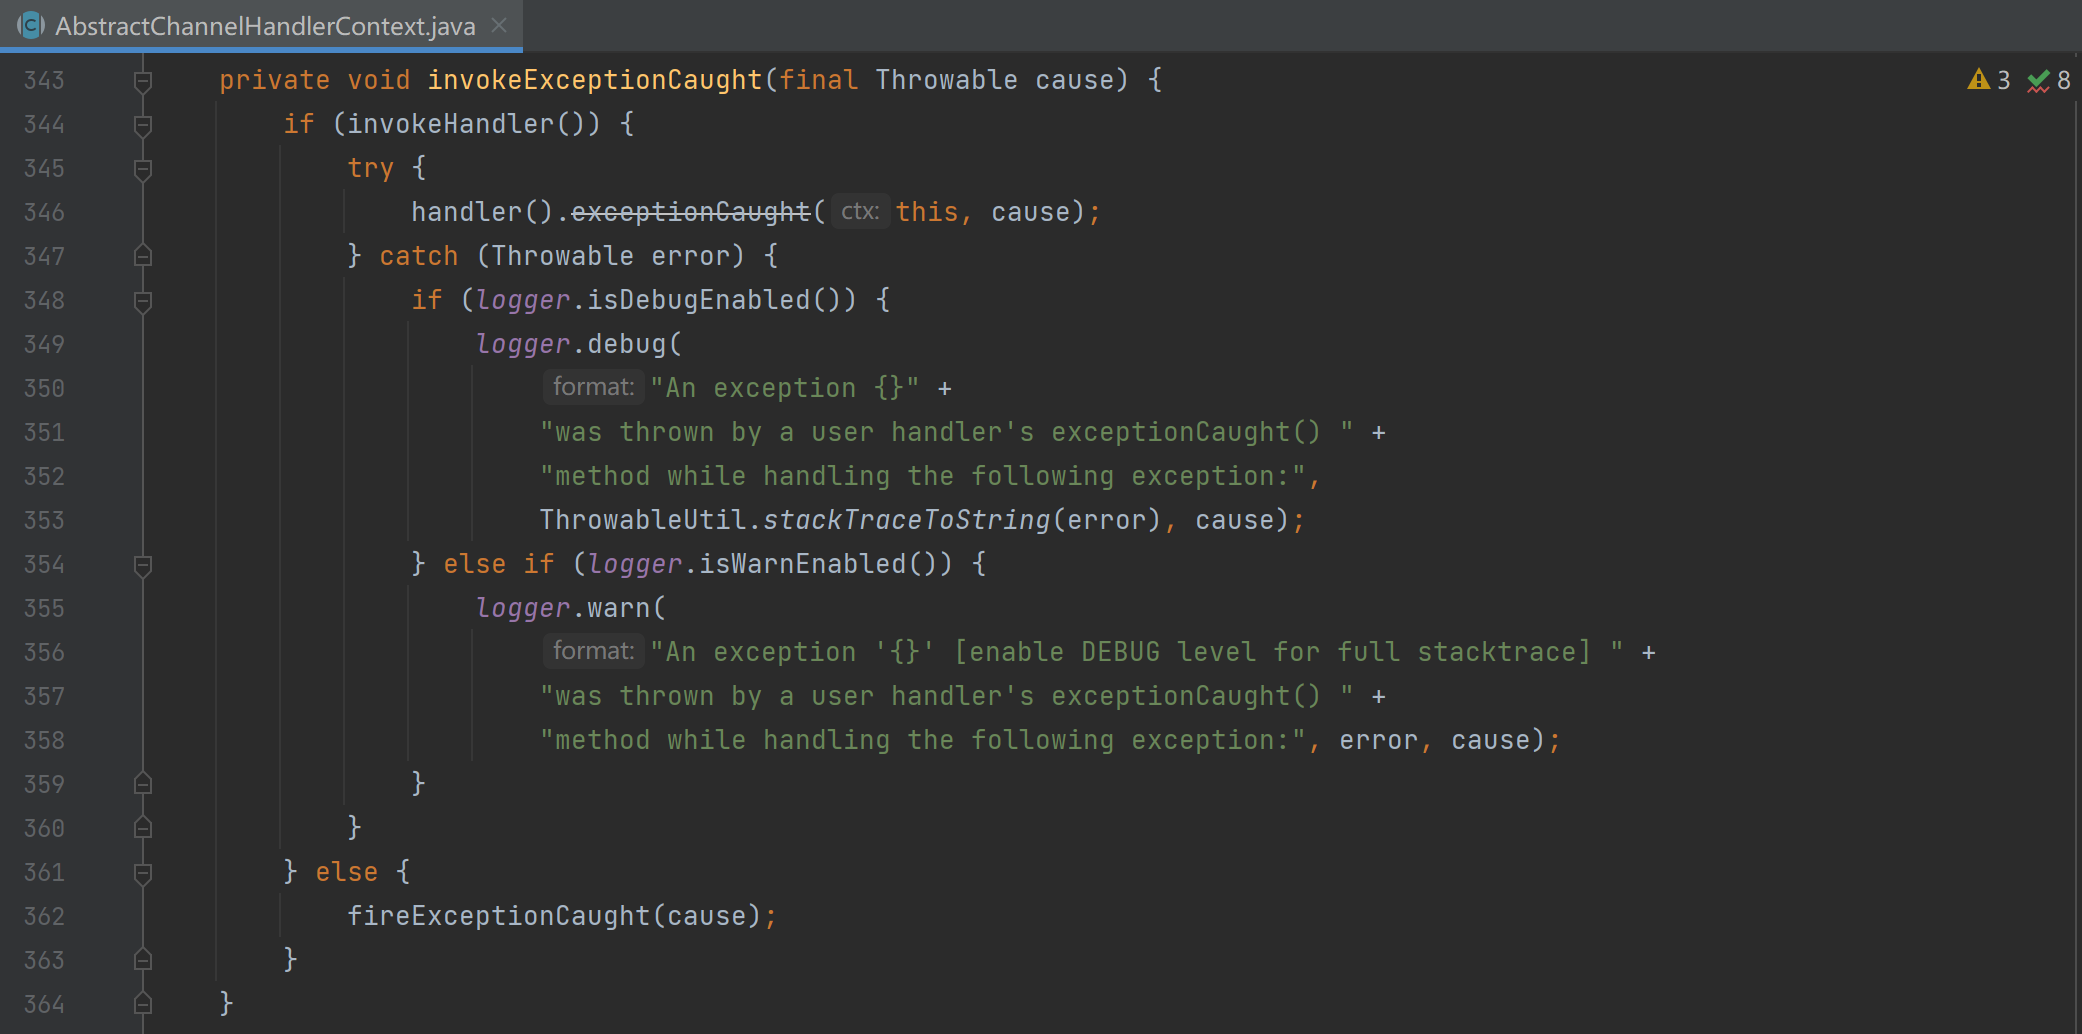 AbstractChannelHandlerContext.java
3 8
343 private void invokeExceptionCaught(final Throwable cause) {
344 if (invokeHandler()) {
345 try {
346 handler().exceptionCaught( ctx: this, cause);
347 } catch (Throwable error) {
348 if (logger.isDebugEnabled()) {
349 logger.debug(
350 format: "An exception {}" +
351 "was thrown by a user handler's exceptionCaught() " +
352 "method while handling the following exception:",
353 ThrowableUtil.stackTraceToString(error), cause);
354 } else if (logger.isWarnEnabled()) {
355 logger.warn(
356 format: "An exception '{}' [enable DEBUG level for full stacktrace] " +
357 "was thrown by a user handler's exceptionCaught() " +
358 "method while handling the following exception:", error, cause);
359 }
360 }
361 } else {
362 fireExceptionCaught(cause);
363 }
364 }